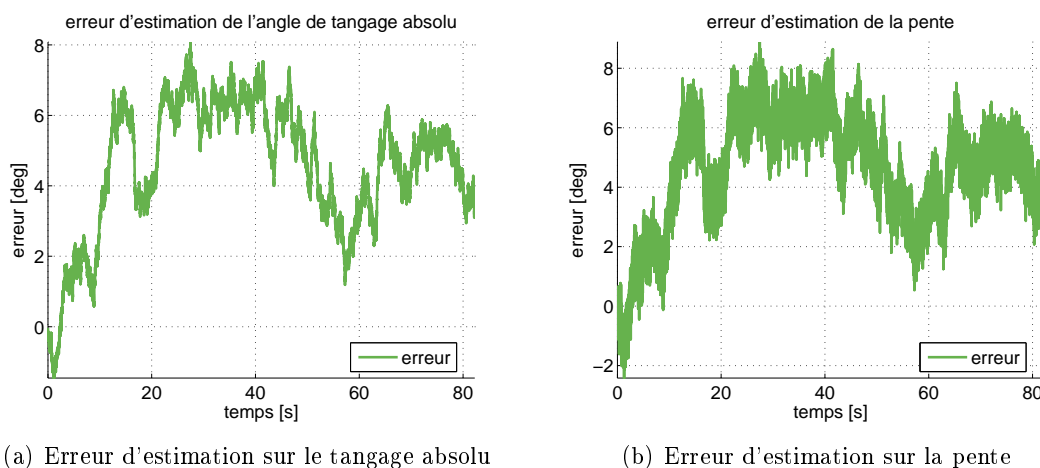 erreur d'estimation de l'angle de tangage absolu
8
6
4
2
0
erreur [deg]
0 20 40 60 80
temps [s]
erreur
(a) Erreur d'estimation sur le tangage absolu
erreur d'estimation de la pente
8
6
4
2
0
−2
erreur [deg]
0 20 40 60 80
temps [s]
erreur
(b) Erreur d'estimation sur la pente